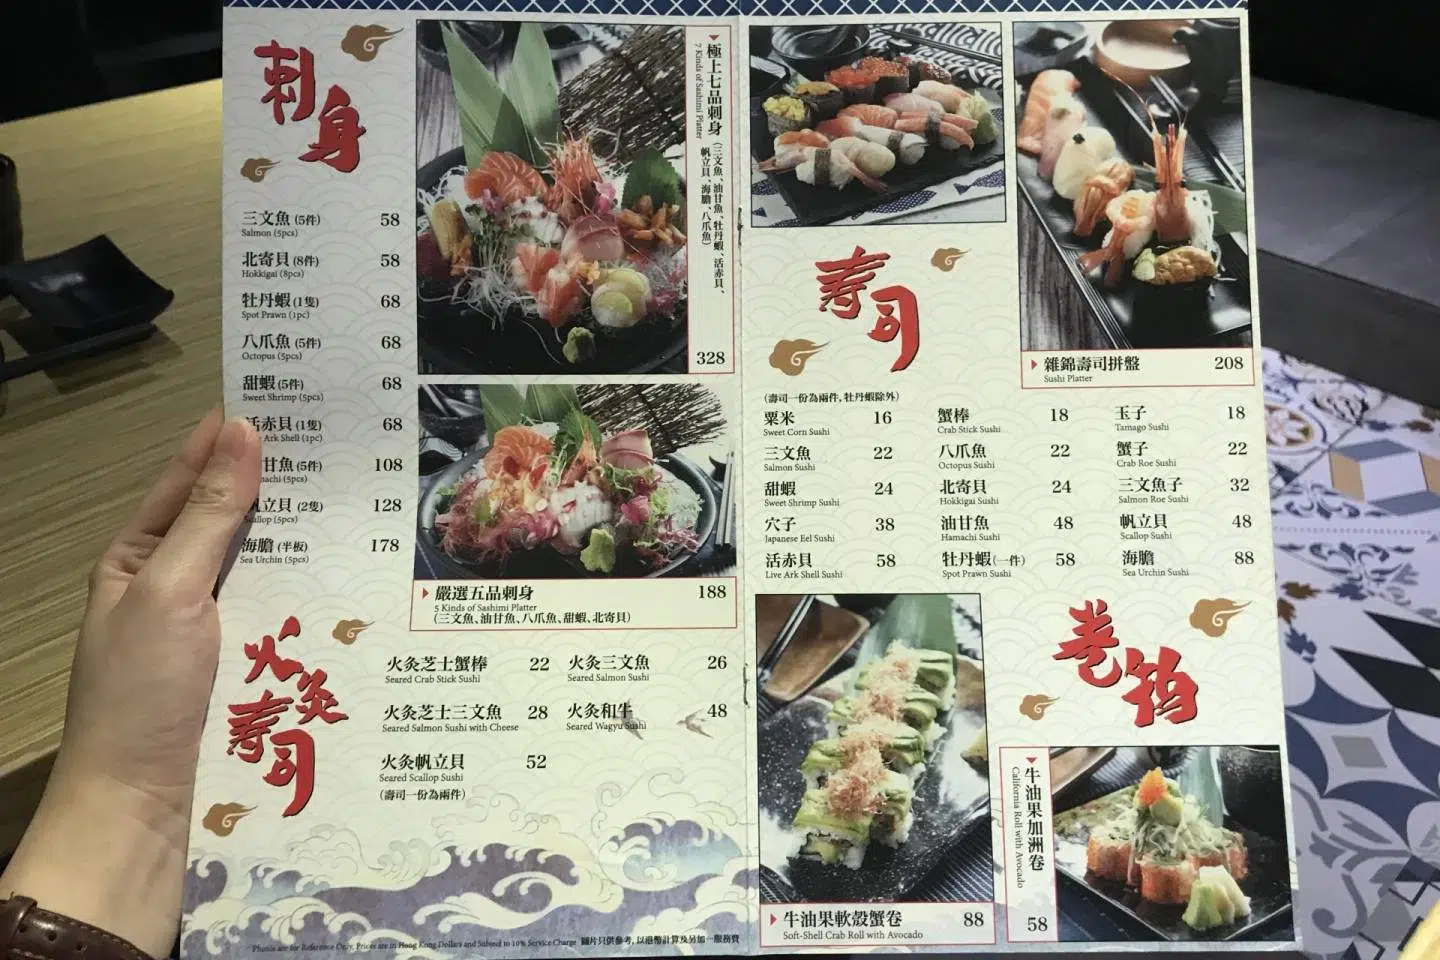 刺身
三文魚 (5件) 58
Salmon (5pcs)
北寄貝 (8件) 58
Hokkigai (8pcs)
牡丹蝦 (1隻) 68
Spot Prawn (1pc)
八爪魚 (5件) 68
Octopus (5pcs)
甜蝦 (5件) 68
Sweet Shrimp (5pcs)
活赤貝 (1隻) 68
Ark Shell (1pc)
甘魚 (5件) 108
(5pcs)
帆立貝 (2隻) 128
Scallop (5pcs)
海膽 (半板) 178
Sea Urchin (5pcs)
極上七品刺身
7 Kinds of Sashimi Platter
(三文魚、油甘魚、牡丹蝦、活赤貝、
帆立貝、海膽、八爪魚)
328
嚴選五品刺身 188
5 Kinds of Sashimi Platter
(三文魚、油甘魚、八爪魚、甜蝦、北寄貝)
火灸壽司
火灸芝士蟹棒 22
Seared Crab Stick Sushi
火灸三文魚 26
Seared Salmon Sushi
火灸芝士三文魚 28
Seared Salmon Sushi with Cheese
火灸和牛 48
Seared Wagyu Sushi
火灸帆立貝 52
Seared Scallop Sushi
(壽司一份為兩件)
Photos are for Reference Only, Prices are in Hong Kong Dollars and Subject to 10% Service Charge 圖片只供參考, 以港幣計算及另加一服務費
壽司
雜錦壽司拼盤 208
Sushi Platter
(壽司一份為兩件, 牡丹蝦除外)
粟米 16
Sweet Corn Sushi
蟹棒 18
Crab Stick Sushi
玉子 18
Tamago Sushi
三文魚 22
Salmon Sushi
八爪魚 22
Octopus Sushi
蟹子 22
Crab Roe Sushi
甜蝦 24
Sweet Shrimp Sushi
北寄貝 24
Hokkigai Sushi
三文魚子 32
Salmon Roe Sushi
穴子 38
Japanese Eel Sushi
油甘魚 48
Hamachi Sushi
帆立貝 48
Scallop Sushi
活赤貝 58
Live Ark Shell Sushi
牡丹蝦(一件) 58
Spot Prawn Sushi
海膽 88
Sea Urchin Sushi
卷物
牛油果軟殼蟹卷 88
Soft-Shell Crab Roll with Avocado
牛油果加洲卷
California Roll with Avocado
58